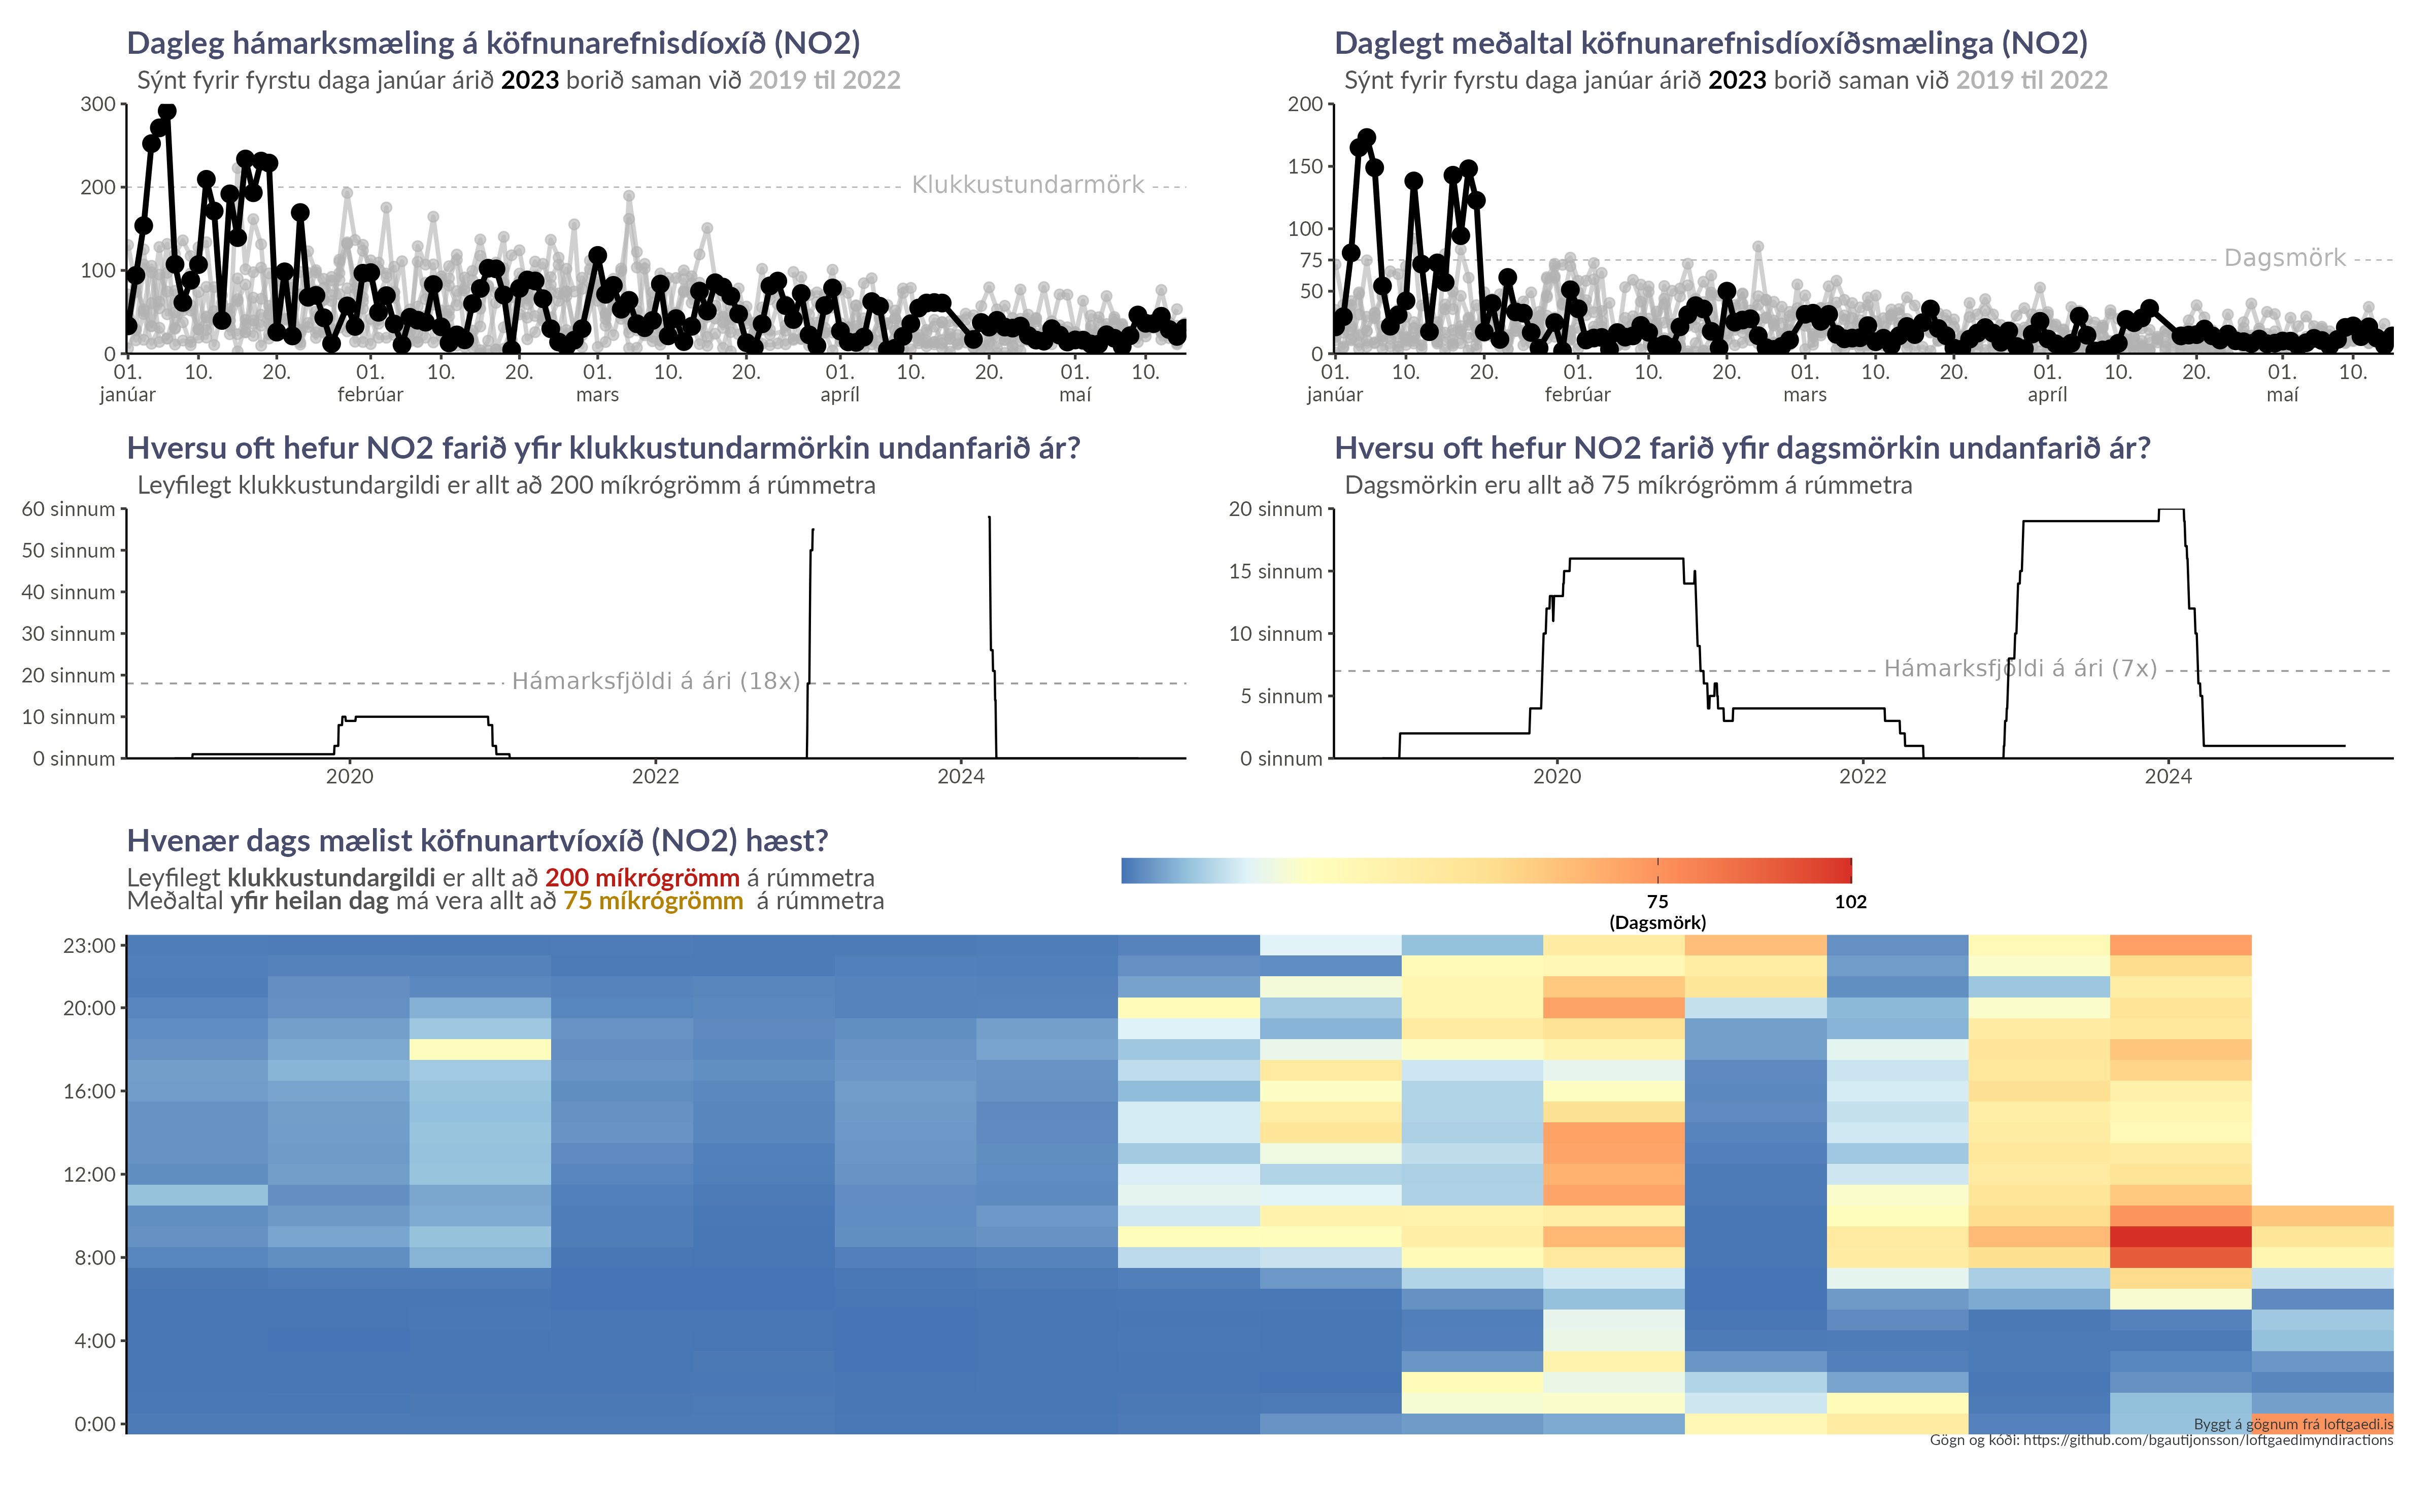 Dagleg hámarksmæling á köfnunarefnisdíoxíð (NO2)
Sýnt fyrir fyrstu daga janúar árið 2023 borið saman við 2019 til 2022
300
200
100
0
Klukkustundarmörk
01. 10. 20. 01. 10. 20. 01. 10. 20. 01. 10. 20. 01. 10.
janúar febrúar mars apríl maí
Daglegt meðaltal köfnunarefnisdíoxíðsmælinga (NO2)
Sýnt fyrir fyrstu daga janúar árið 2023 borið saman við 2019 til 2022
200
150
100
75
50
0
Dagsmörk
01. 10. 20. 01. 10. 20. 01. 10. 20. 01. 10. 20. 01. 10.
janúar febrúar mars apríl maí
Hversu oft hefur NO2 farið yfir klukkustundarmörkin undanfarið ár?
Leyfilegt klukkustundargildi er allt að 200 míkrógrömm á rúmmetra
60 sinnum
50 sinnum
40 sinnum
30 sinnum
20 sinnum
10 sinnum
0 sinnum
Hámarksfjöldi á ári (18x)
2020 2022 2024
Hversu oft hefur NO2 farið yfir dagsmörkin undanfarið ár?
Dagsmörkin eru allt að 75 míkrógrömm á rúmmetra
20 sinnum
15 sinnum
10 sinnum
5 sinnum
0 sinnum
Hámarksfjöldi á ári (7x)
2020 2022 2024
Hvenær dags mælist köfnunartvíoxíð (NO2) hæst?
Leyfilegt klukkustundargildi er allt að 200 míkrógrömm á rúmmetra
Meðaltal yfir heilan dag má vera allt að 75 míkrógrömm á rúmmetra
75 102
(Dagsmörk)
23:00
20:00
16:00
12:00
8:00
4:00
0:00
Byggt á gögnum frá loftgaedi.is
Gögn og kóði: https://github.com/bgautijonsson/loftgaedimyndiractions